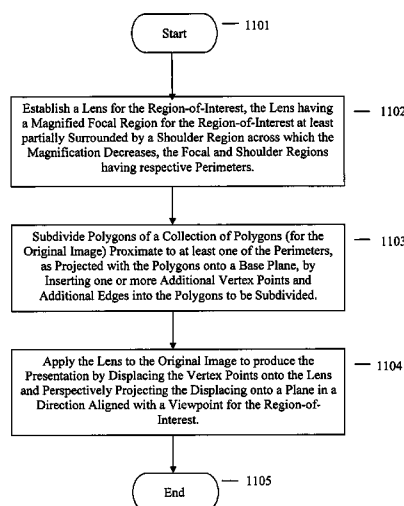 Start
1101
Establish a Lens for the Region-of-Interest, the Lens having
a Magnified Focal Region for the Region-of-Interest at least
partially Surrounded by a Shoulder Region across which the
Magnification Decreases, the Focal and Shoulder Regions
having respective Perimeters.
1102
Subdivide Polygons of a Collection of Polygons (for the
Original Image) Proximate to at least one of the Perimeters,
as Projected with the Polygons onto a Base Plane, by
Inserting one or more Additional Vertex Points and
Additional Edges into the Polygons to be Subdivided.
1103
Apply the Lens to the Original Image to produce the
Presentation by Displacing the Vertex Points onto the Lens
and Perspectively Projecting the Displacing onto a Plane in a
Direction Aligned with a Viewpoint for the Region-of-
Interest.
1104
End
1105